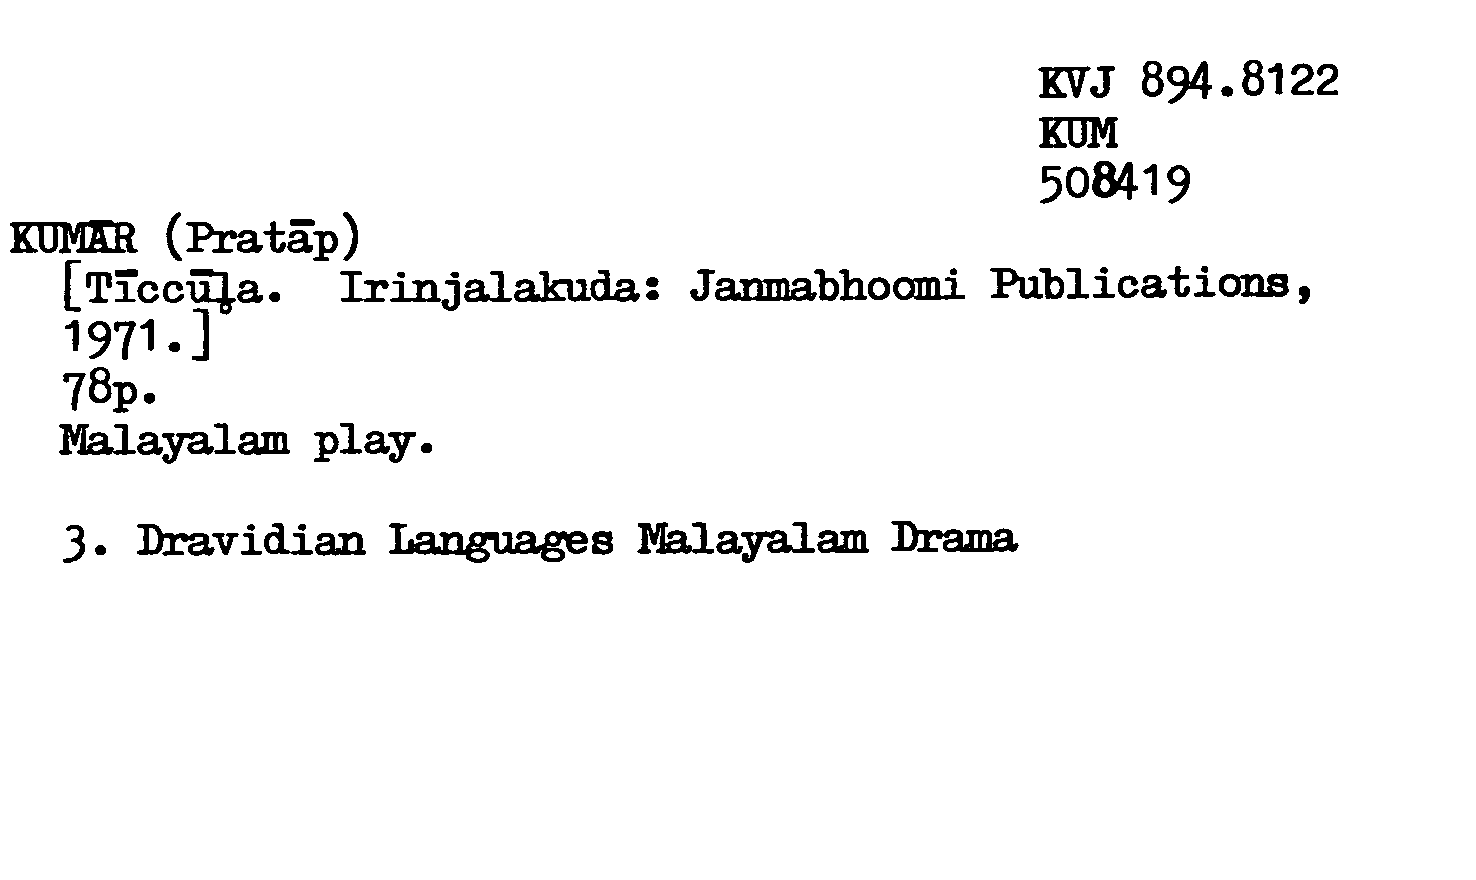 KVJ 894.8122
KUM
508419
KUMĀR (Pratāp)
[Tīccūl̥a. Irinjalakuda: Janmabhoomi Publications,
1971.]
78p.
Malayalam play.
3. Dravidian Languages Malayalam Drama